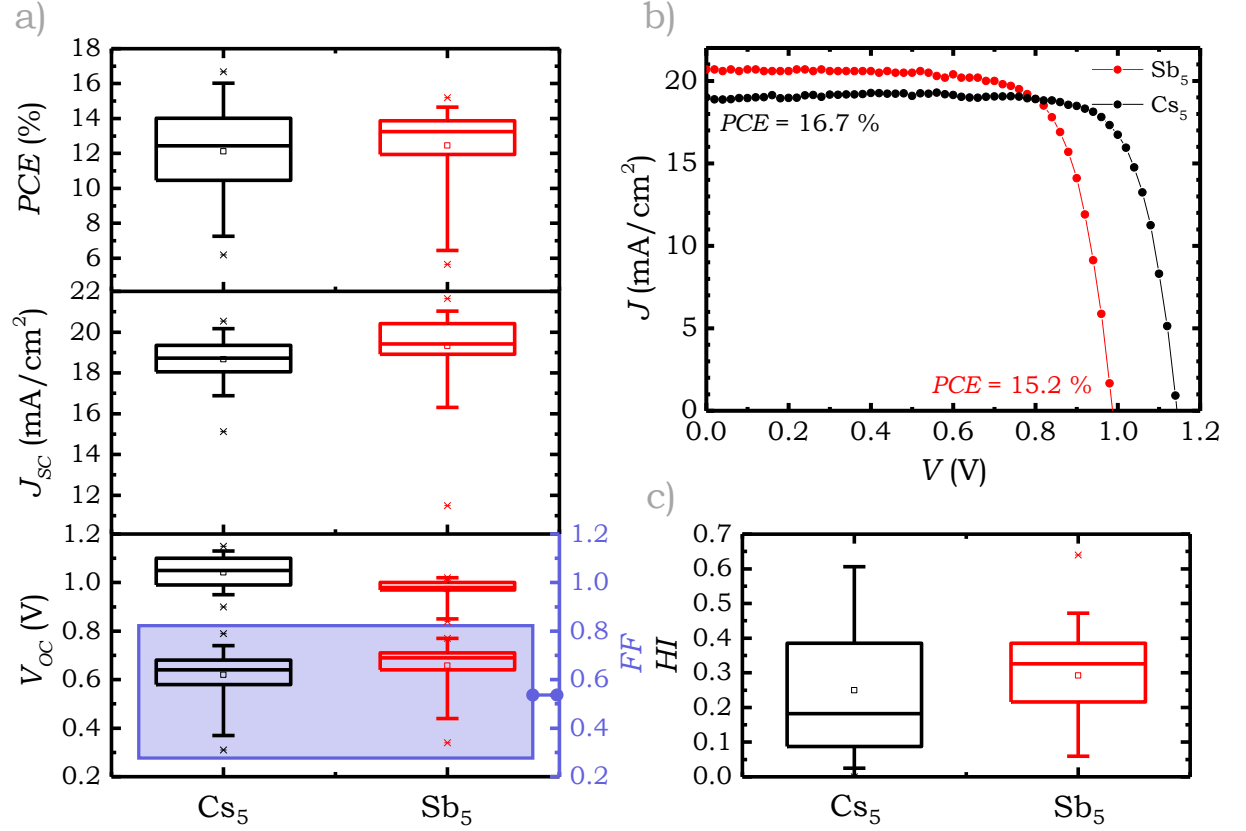 a)
18
16
14
12
10
8
6
PCE (%)
22
20
18
16
14
12
J_SC (mA/cm²)
1.2
1.0
0.8
0.6
0.4
0.2
V_OC (V)
1.2
1.0
0.8
0.6
0.4
0.2
FF
Cs₅ Sb₅
b)
20
15
10
5
0
J (mA/cm²)
Sb₅
Cs₅
PCE = 16.7 %
PCE = 15.2 %
0.0 0.2 0.4 0.6 0.8 1.0 1.2
V (V)
c)
0.7
0.6
0.5
0.4
0.3
0.2
0.1
0.0
HI
Cs₅ Sb₅